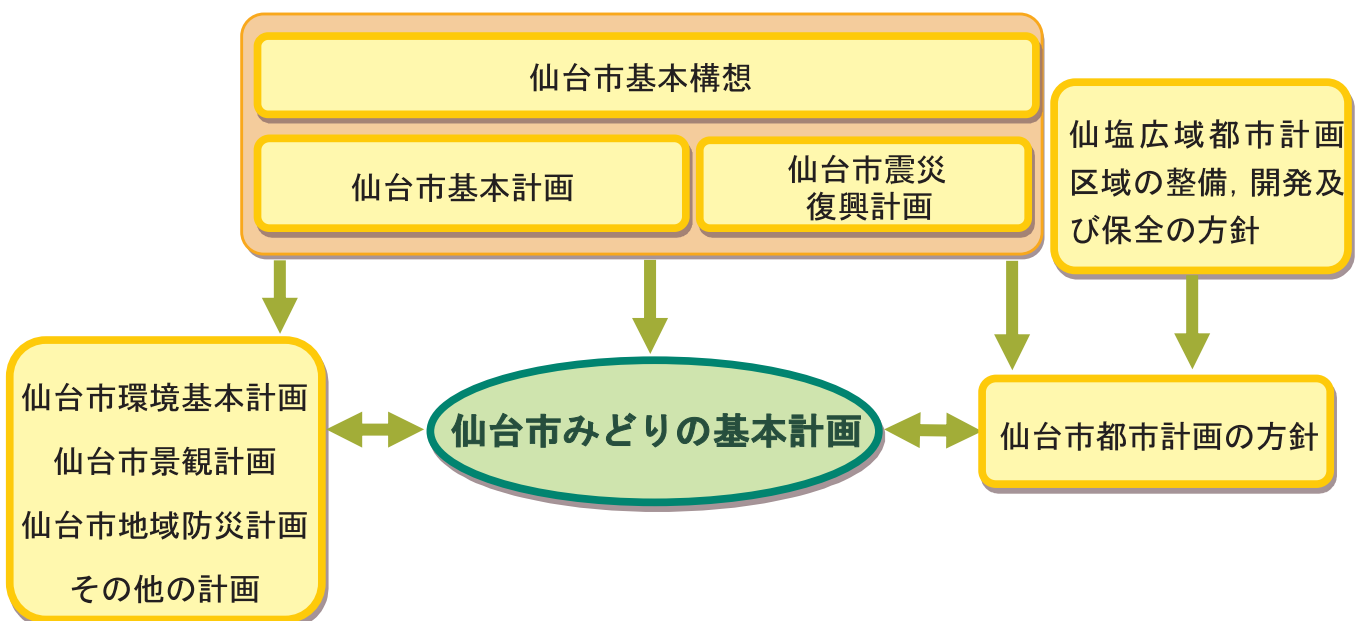 仙台市基本構想
仙台市基本計画
仙台市震災
復興計画
仙塩広域都市計画
区域の整備,開発及
び保全の方針
仙台市環境基本計画
仙台市景観計画
仙台市地域防災計画
その他の計画
仙台市みどりの基本計画
仙台市都市計画の方針